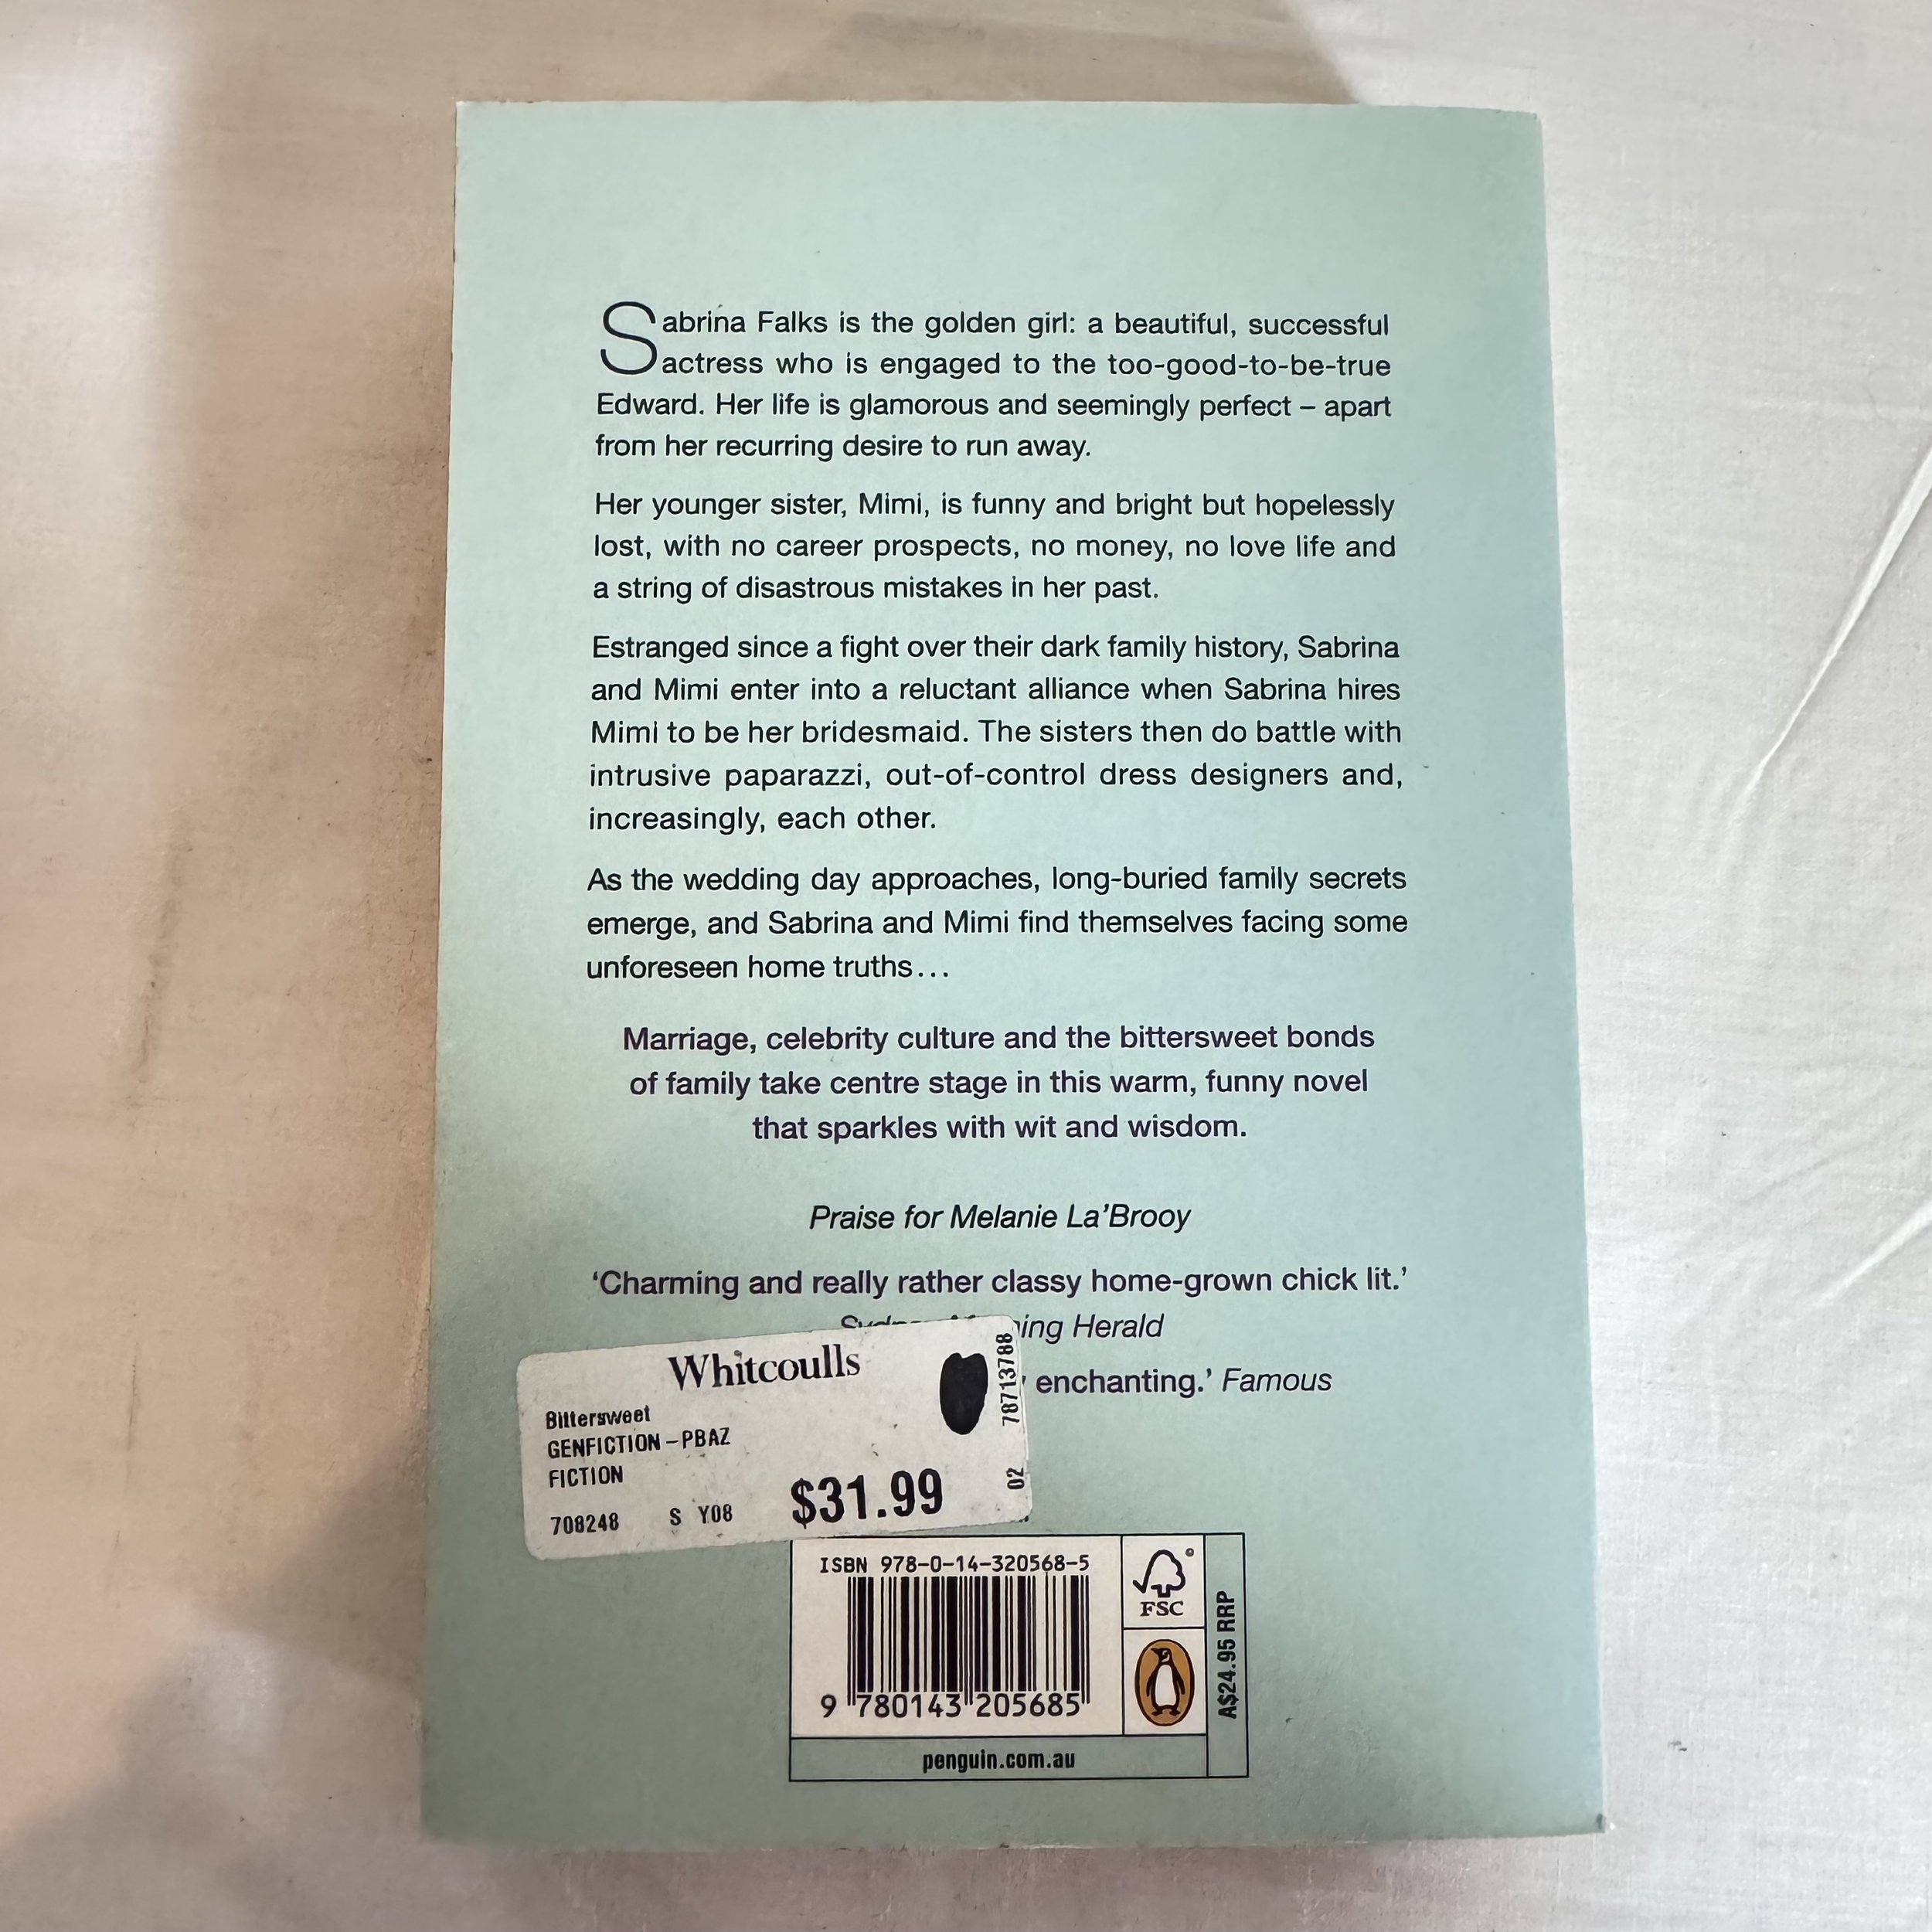 Sabrina Falks is the golden girl: a beautiful, successful
actress who is engaged to the too-good-to-be-true
Edward. Her life is glamorous and seemingly perfect – apart
from her recurring desire to run away.
Her younger sister, Mimi, is funny and bright but hopelessly
lost, with no career prospects, no money, no love life and
a string of disastrous mistakes in her past.
Estranged since a fight over their dark family history, Sabrina
and Mimi enter into a reluctant alliance when Sabrina hires
Mimi to be her bridesmaid. The sisters then do battle with
intrusive paparazzi, out-of-control dress designers and,
increasingly, each other.
As the wedding day approaches, long-buried family secrets
emerge, and Sabrina and Mimi find themselves facing some
unforeseen home truths...
Marriage, celebrity culture and the bittersweet bonds
of family take centre stage in this warm, funny novel
that sparkles with wit and wisdom.
Praise for Melanie La'Brooy
‘Charming and really rather classy home-grown chick lit.’
Herald
enchanting.’ Famous
Whitcoulls
Bittersweet
GENFICTION-PBAZ
FICTION
708248 S Y08 $31.99
02 78713788
ISBN 978-0-14-320568-5
9 780143 205685
FSC
A$24.95 RRP
penguin.com.au